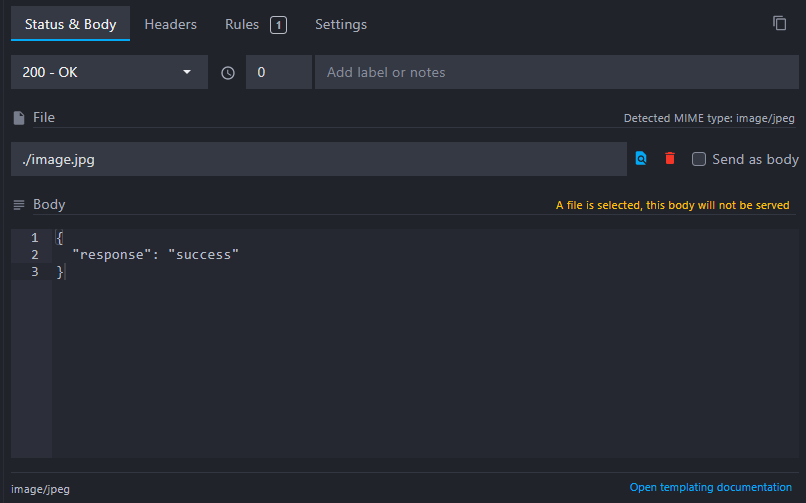 Status & Body Headers Rules 1 Settings
200 - OK 0 Add label or notes
File Detected MIME type: image/jpeg
./image.jpg Send as body
Body A file is selected, this body will not be served
1 {
2 "response": "success"
3 }
image/jpeg Open templating documentation